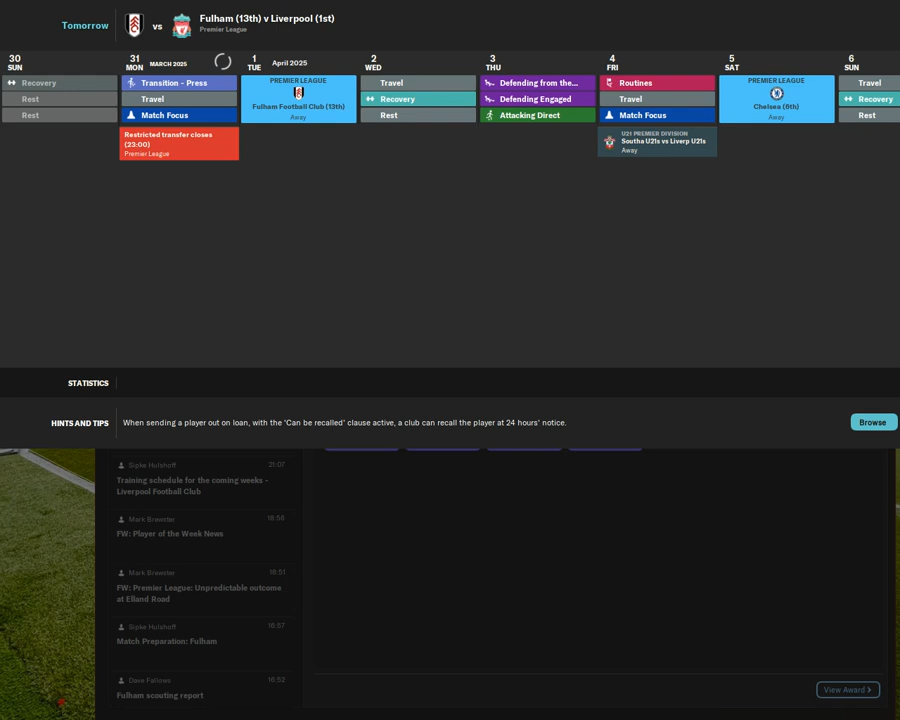 Tomorrow
vs
Fulham (13th) v Liverpool (1st)
Premier League
30
SUN
31
MON MARCH 2025
1
TUE April 2025
2
WED
3
THU
4
FRI
5
SAT
6
SUN
Recovery
Rest
Rest
Transition - Press
Travel
Match Focus
Restricted transfer closes
(23:00)
Premier League
PREMIER LEAGUE
Fulham Football Club (13th)
Away
Travel
Recovery
Rest
Defending from the...
Defending Engaged
Attacking Direct
Routines
Travel
Match Focus
U21 PREMIER DIVISION
Southa U21s vs Liverp U21s
Away
PREMIER LEAGUE
Chelsea (6th)
Away
Travel
Recovery
Rest
STATISTICS
HINTS AND TIPS
When sending a player out on loan, with the 'Can be recalled' clause active, a club can recall the player at 24 hours' notice.
Browse
Sipke Hulshoff 21:07
Training schedule for the coming weeks -
Liverpool Football Club
Mark Brewster 18:56
FW: Player of the Week News
Mark Brewster 18:51
FW: Premier League: Unpredictable outcome
at Elland Road
Sipke Hulshoff 16:57
Match Preparation: Fulham
Dave Fallows 16:52
Fulham scouting report
View Award >